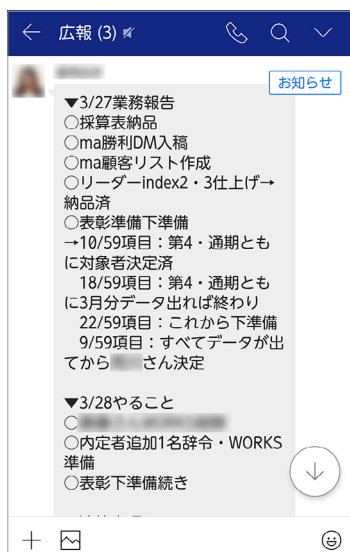 広報 (3)
お知らせ
▼3/27業務報告
○採算表納品
○ma勝利DM入稿
○ma顧客リスト作成
○リーダーindex2・3仕上げ→
納品済
○表彰準備下準備
→10/59項目：第4・通期とも
に対象者決定済
18/59項目：第4・通期とも
に3月分データ出れば終わり
22/59項目：これから下準備
9/59項目：すべてデータが出
てから さん決定
▼3/28やること
○
○内定者追加1名辞令・WORKS
準備
○表彰下準備続き